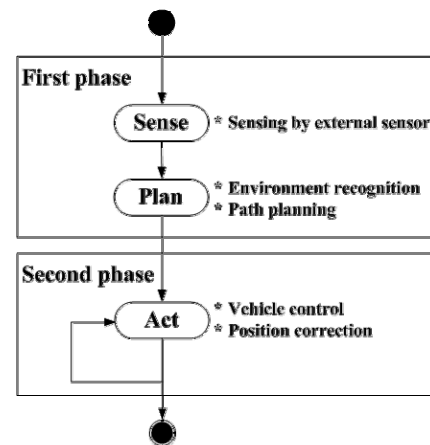 First phase
Sense
* Sensing by external sensor
Plan
* Environment recognition
* Path planning
Second phase
Act
* Vehicle control
* Position correction